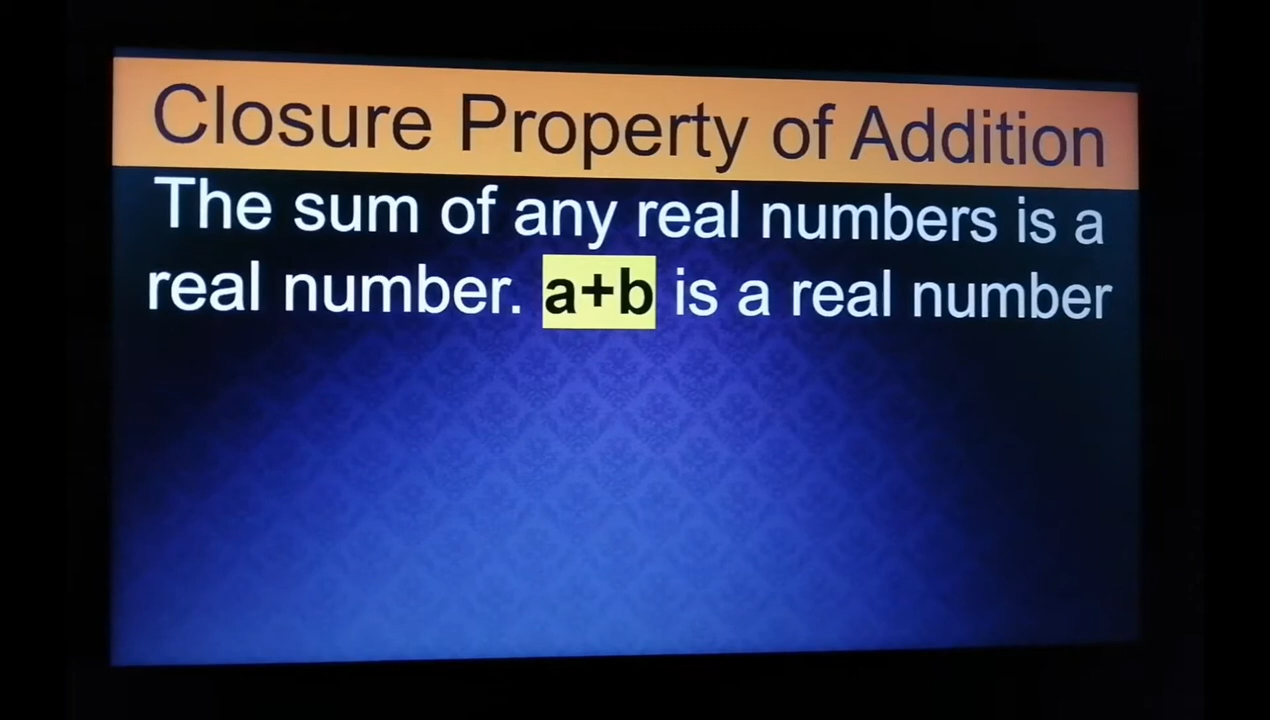 Closure Property of Addition
The sum of any real numbers is a
real number. a+b is a real number